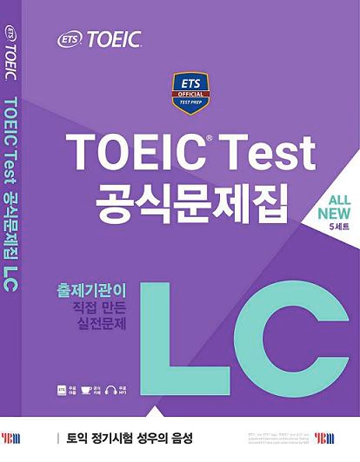 ETS TOEIC
TOEIC Test 공식문제집 LC
YBM
ETS TOEIC®
ETS
OFFICIAL
TEST PREP
TOEIC® Test
공식문제집
ALL
NEW
5세트
출제기관이
직접 만든
실전문제
LC
YBM
토익 정기시험 성우의 음성
YBM